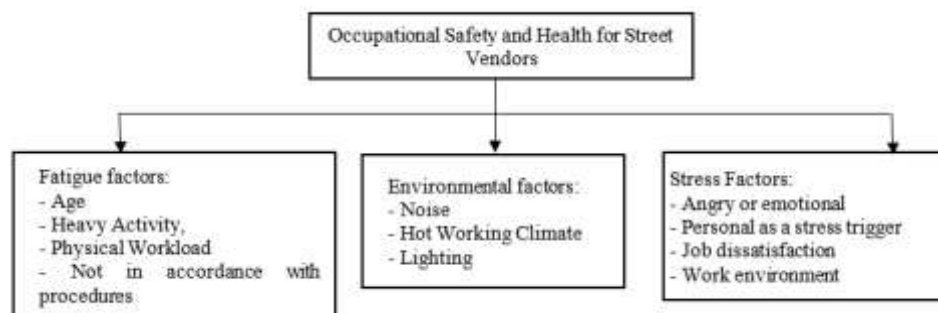 Occupational Safety and Health for Street
Vendors
Fatigue factors:
- Age
- Heavy Activity,
- Physical Workload
- Not in accordance with
procedures
Environmental factors:
- Noise
- Hot Working Climate
- Lighting
Stress Factors:
- Angry or emotional
- Personal as a stress trigger
- Job dissatisfaction
- Work environment